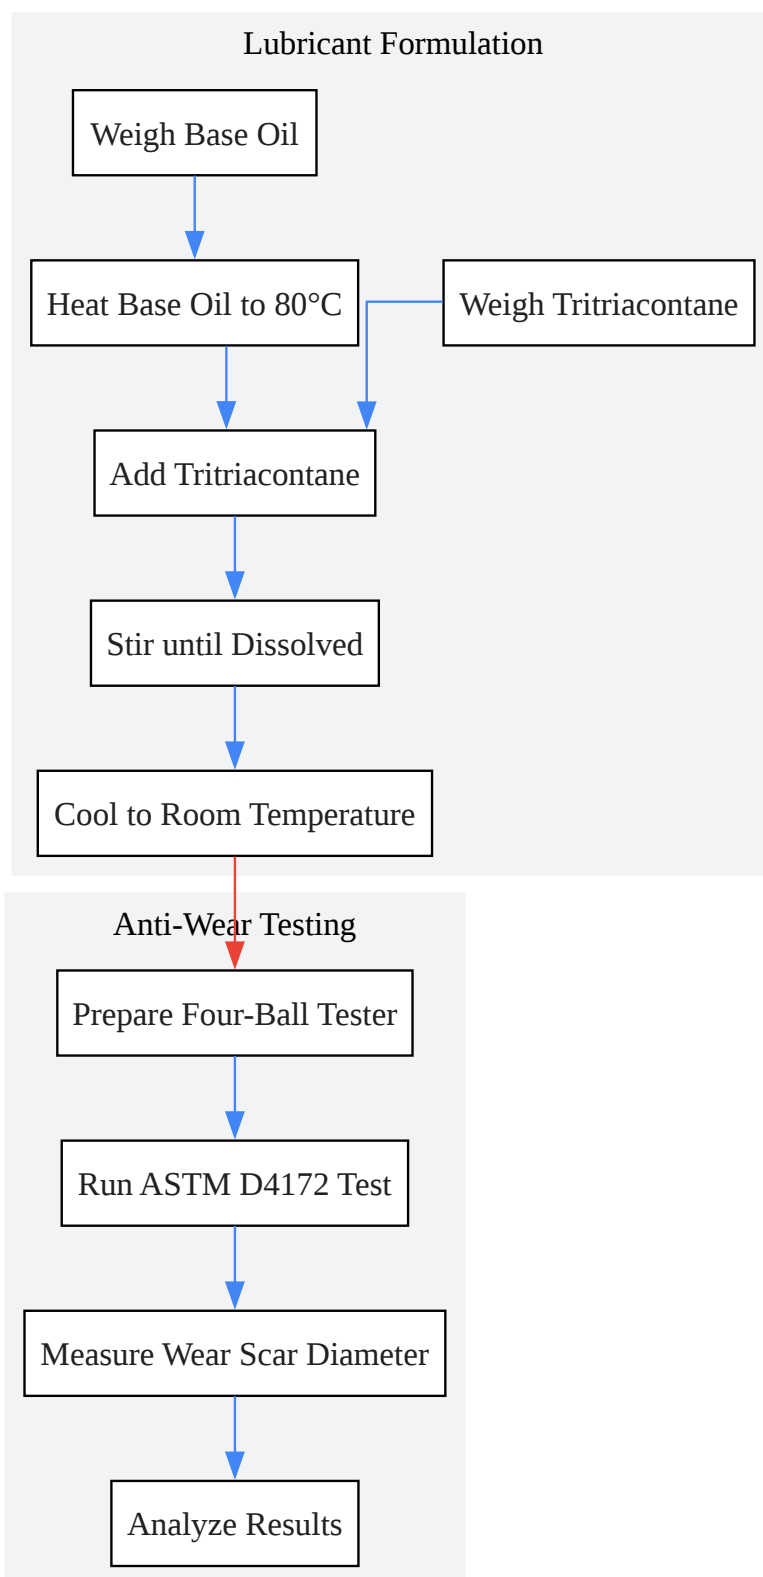 Lubricant Formulation
Weigh Base Oil
Heat Base Oil to 80°C
Weigh Tritriacontane
Add Tritriacontane
Stir until Dissolved
Cool to Room Temperature
Anti-Wear Testing
Prepare Four-Ball Tester
Run ASTM D4172 Test
Measure Wear Scar Diameter
Analyze Results